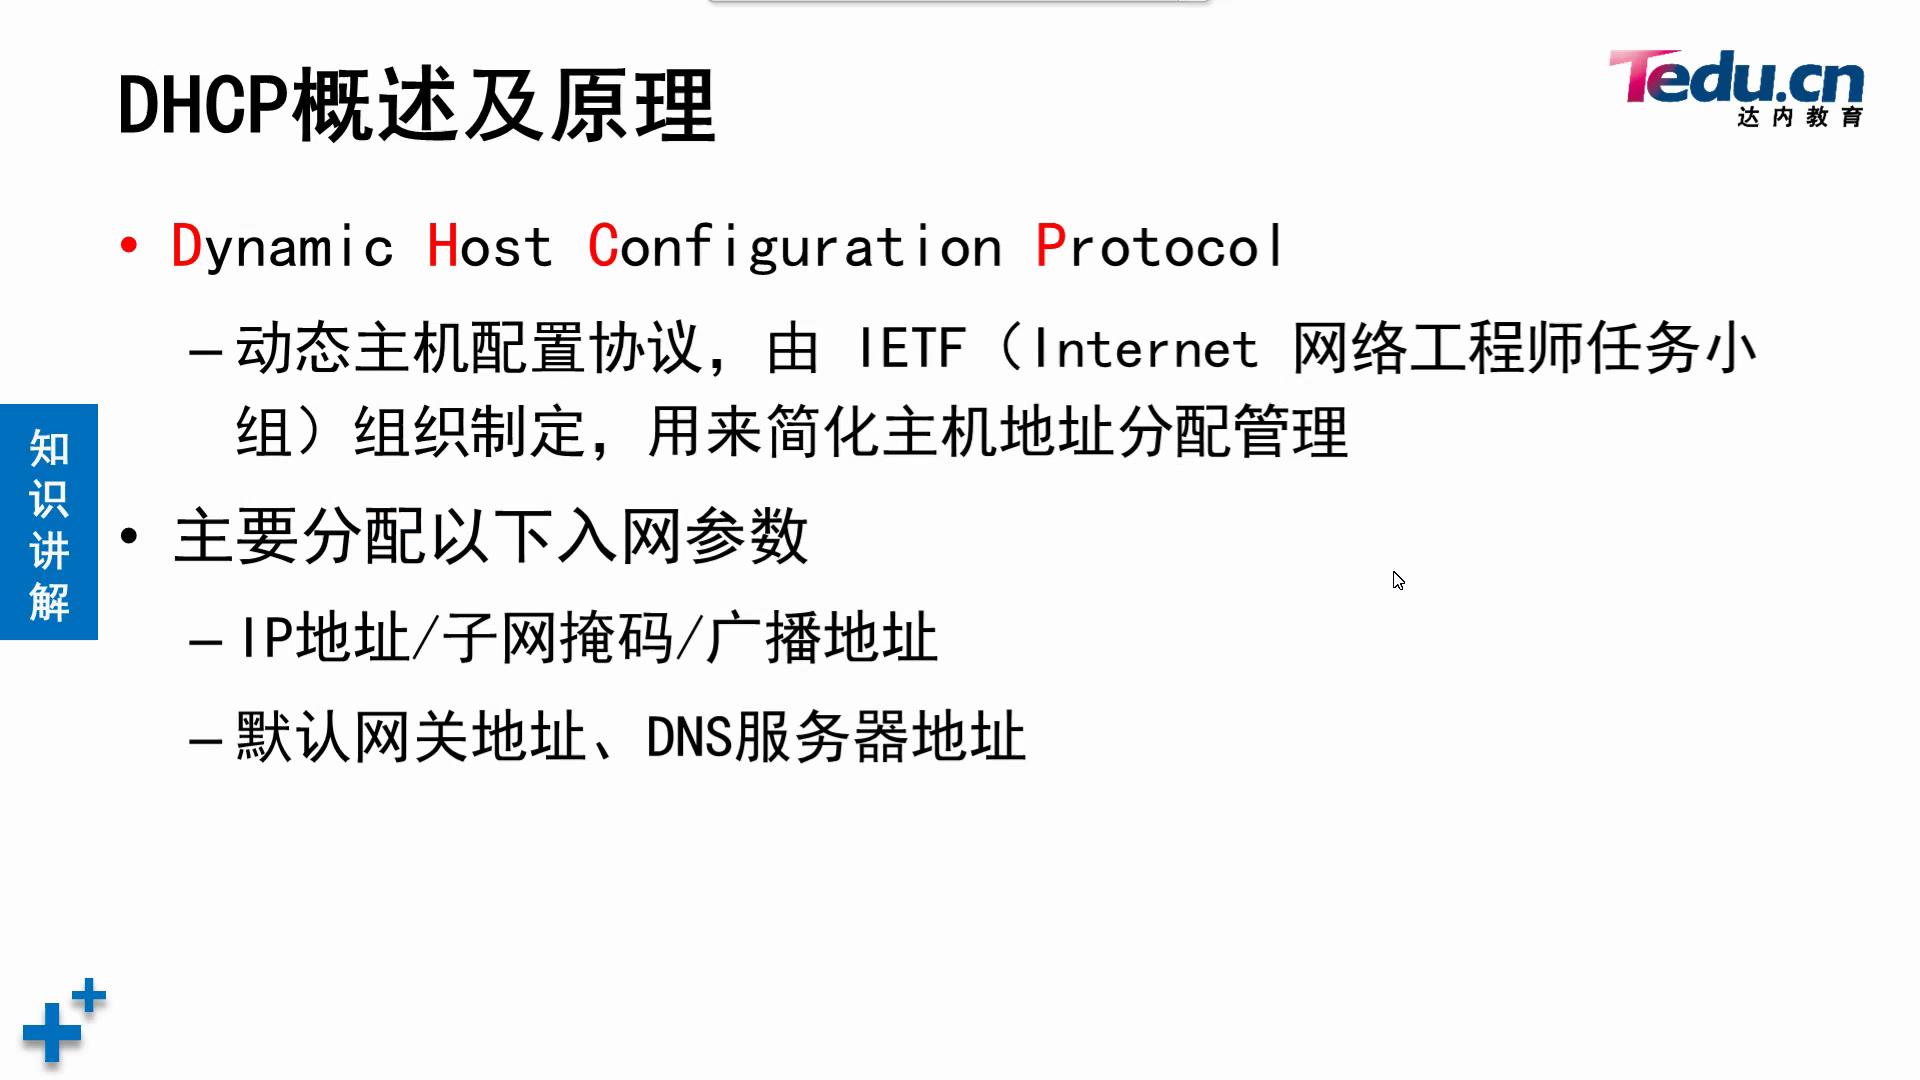 DHCP概述及原理
Tedu.cn
达内教育
• Dynamic Host Configuration Protocol
– 动态主机配置协议，由 IETF（Internet 网络工程师任务小
组）组织制定，用来简化主机地址分配管理
知识讲解
• 主要分配以下入网参数
– IP地址/子网掩码/广播地址
– 默认网关地址、DNS服务器地址